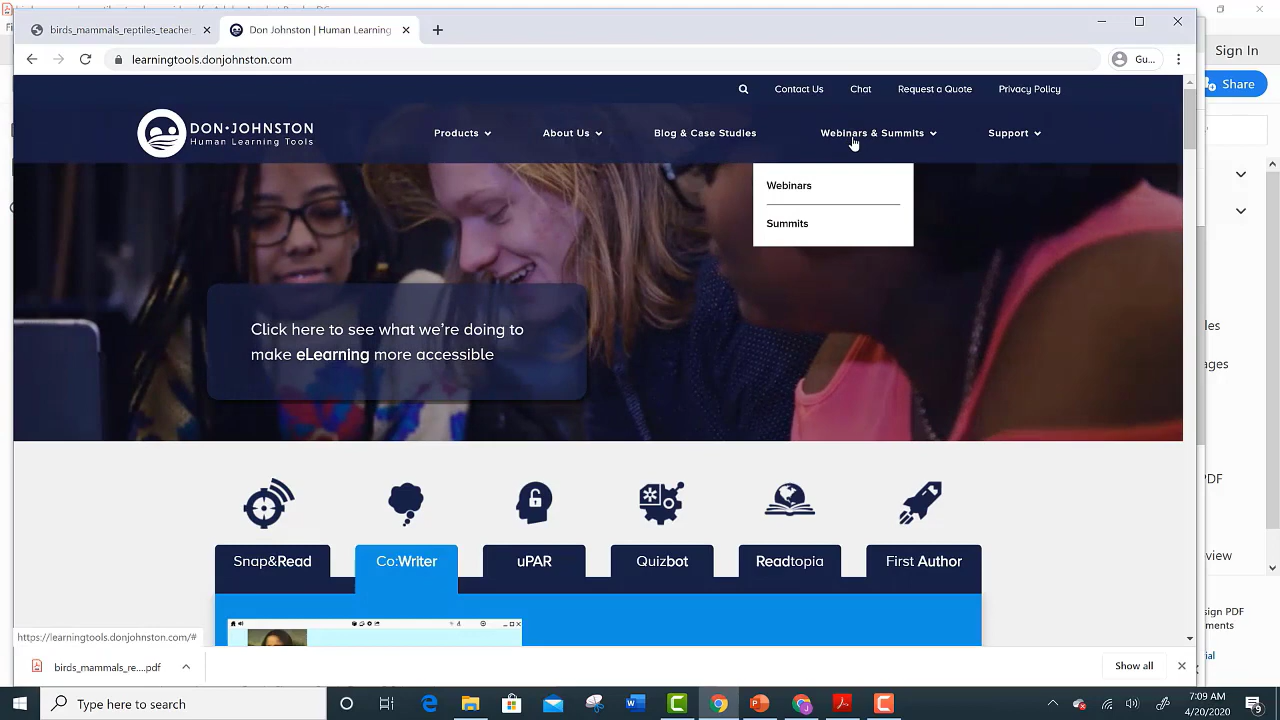 birds_mammals_reptiles_teacher
Don Johnston | Human Learning
Sign In
learningtools.donjohnston.com
Gu...
Share
Contact Us
Chat
Request a Quote
Privacy Policy
DON•JOHNSTON
Human Learning Tools
Products
About Us
Blog & Case Studies
Webinars & Summits
Support
Webinars
Summits
Click here to see what we're doing to
make eLearning more accessible
Snap&Read
Co:Writer
uPAR
Quizbot
Readtopia
First Author
https://learningtools.donjohnston.com/#
birds_mammals_re....pdf
Show all
Type here to search
7:09 AM
4/20/2020